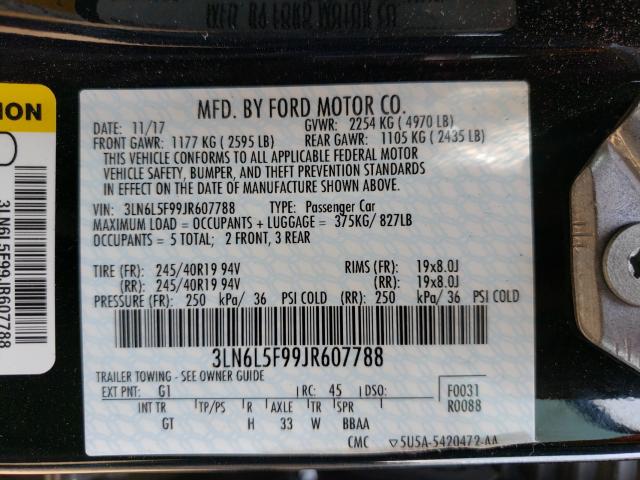 MFD. BY FORD MOTOR CO.
DATE: 11/17 GVWR: 2254 KG ( 4970 LB)
FRONT GAWR: 1177 KG ( 2595 LB) REAR GAWR: 1105 KG ( 2435 LB)
THIS VEHICLE CONFORMS TO ALL APPLICABLE FEDERAL MOTOR
VEHICLE SAFETY, BUMPER, AND THEFT PREVENTION STANDARDS
IN EFFECT ON THE DATE OF MANUFACTURE SHOWN ABOVE.
VIN: 3LN6L5F99JR607788 TYPE: Passenger Car
MAXIMUM LOAD = OCCUPANTS + LUGGAGE = 375KG/ 827LB
OCCUPANTS = 5 TOTAL; 2 FRONT, 3 REAR
TIRE (FR): 245/40R19 94V RIMS (FR): 19x8.0J
(RR): 245/40R19 94V (RR): 19x8.0J
PRESSURE (FR): 250 kPa/ 36 PSI COLD (RR): 250 kPa/ 36 PSI COLD
3LN6L5F99JR607788
TRAILER TOWING - SEE OWNER GUIDE
EXT PNT: G1 RC: 45 DSO: F0031
INT TR TP/PS R AXLE TR SPR R0088
GT H 33 W BBAA
CMC ▽5U5A-5420472-AA
ION
3LN6L5F99JR607788